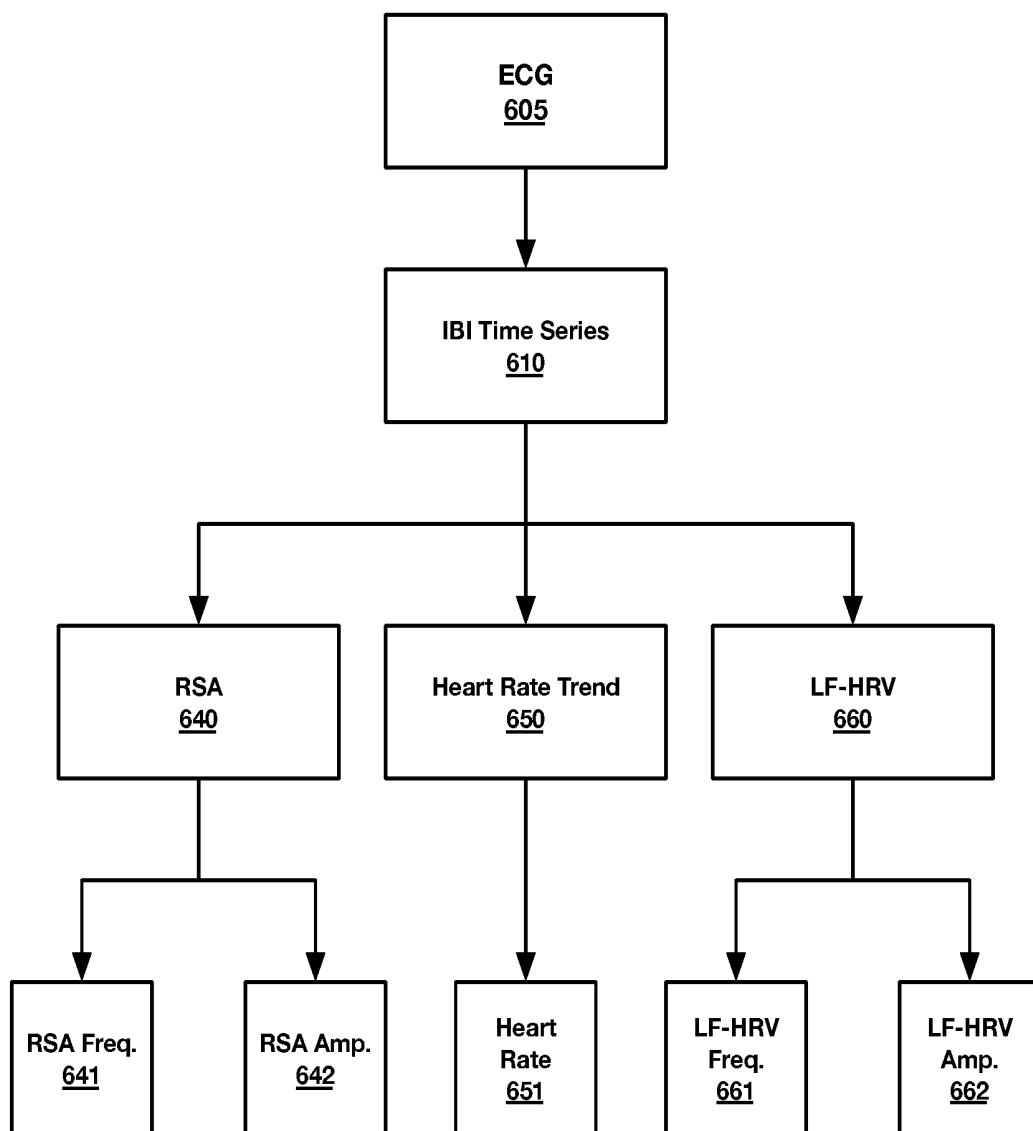 ECG
605
IBI Time Series
610
RSA
640
Heart Rate Trend
650
LF-HRV
660
RSA Freq.
641
RSA Amp.
642
Heart
Rate
651
LF-HRV
Freq.
661
LF-HRV
Amp.
662